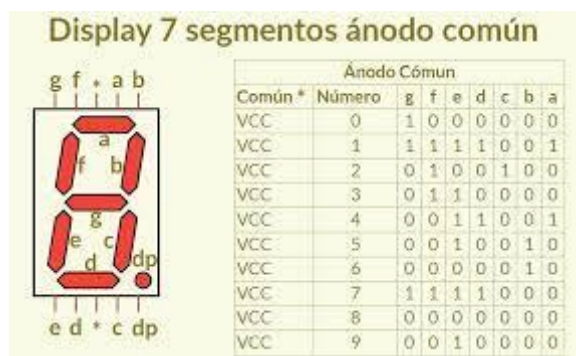 Display 7 segmentos ánodo común
g f * a b
a
f b
g
e c
d dp
e d * c dp
Ánodo Cómun
Común * Número g f e d c b a
VCC 0 1 0 0 0 0 0 0
VCC 1 1 1 1 1 0 0 1
VCC 2 0 1 0 0 1 0 0
VCC 3 0 1 1 0 0 0 0
VCC 4 0 0 1 1 0 0 1
VCC 5 0 0 1 0 0 1 0
VCC 6 0 0 0 0 0 1 0
VCC 7 1 1 1 1 0 0 0
VCC 8 0 0 0 0 0 0 0
VCC 9 0 0 1 0 0 0 0